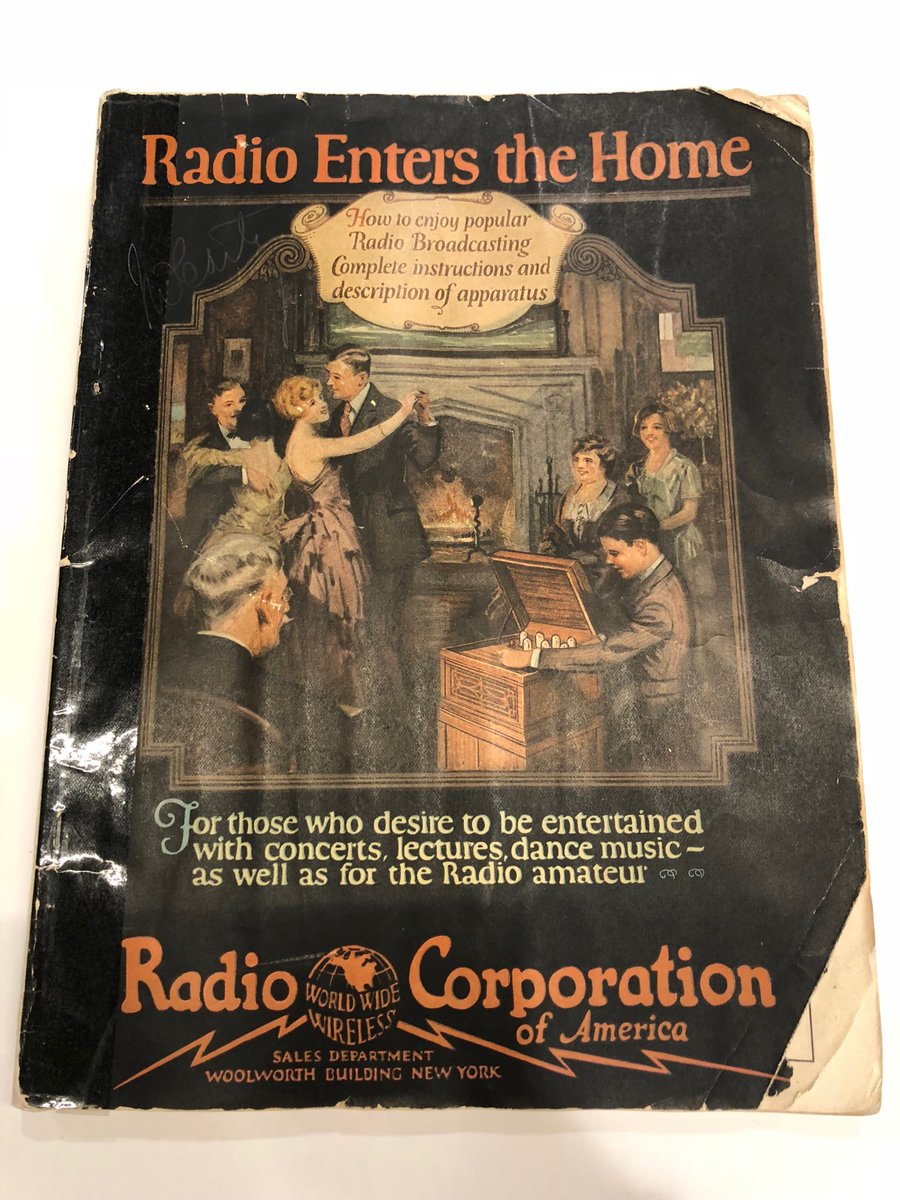 Radio Enters the Home
How to enjoy popular
Radio Broadcasting
Complete instructions and
description of apparatus
For those who desire to be entertained
with concerts, lectures, dance music –
as well as for the Radio amateur
Radio Corporation
WORLD WIDE
WIRELESS
of America
SALES DEPARTMENT
WOOLWORTH BUILDING NEW YORK